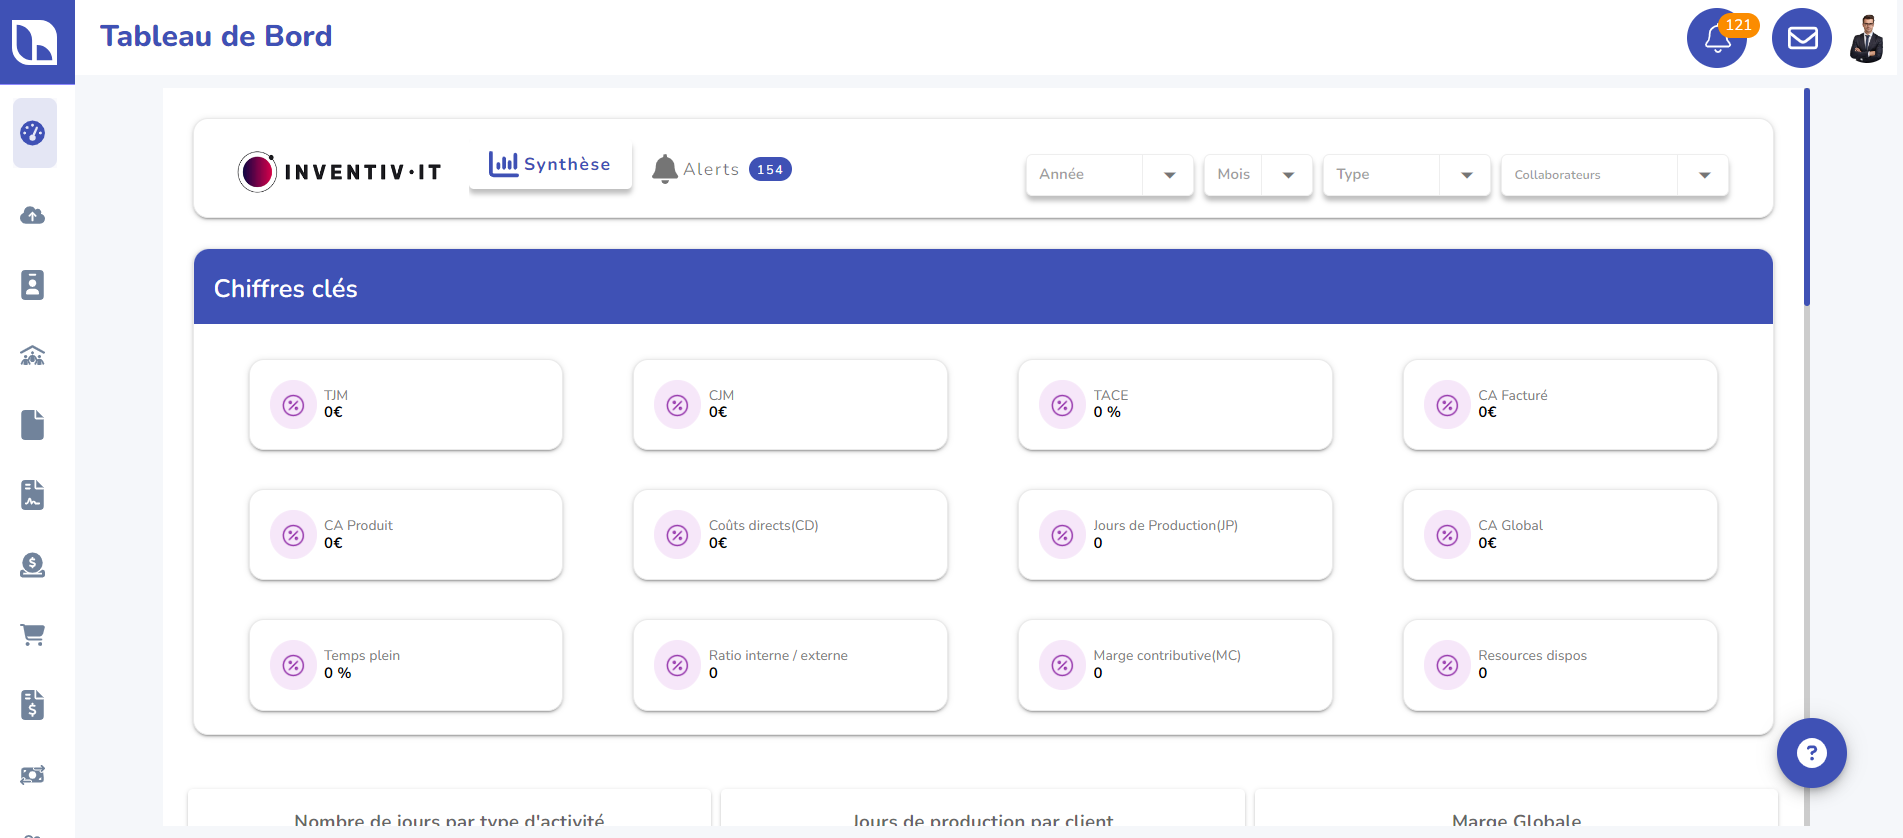 Tableau de Bord
121
INVENTIV·IT
Synthèse
Alerts 154
Année
Mois
Type
Collaborateurs
Chiffres clés
TJM
0€
CJM
0€
TACE
0 %
CA Facturé
0€
CA Produit
0€
Coûts directs(CD)
0€
Jours de Production(JP)
0
CA Global
0€
Temps plein
0 %
Ratio interne / externe
0
Marge contributive(MC)
0
Resources dispos
0
?
Nombre de jours par type d'activité
Jours de production par client
Marge Globale